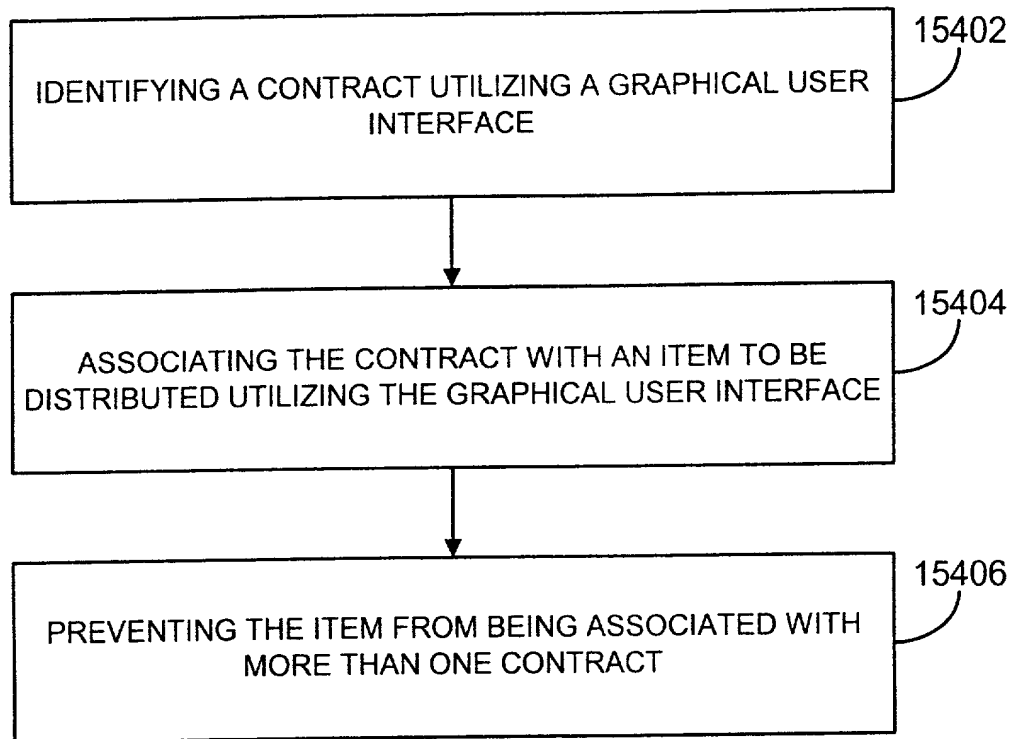 15402
IDENTIFYING A CONTRACT UTILIZING A GRAPHICAL USER
INTERFACE
15404
ASSOCIATING THE CONTRACT WITH AN ITEM TO BE
DISTRIBUTED UTILIZING THE GRAPHICAL USER INTERFACE
15406
PREVENTING THE ITEM FROM BEING ASSOCIATED WITH
MORE THAN ONE CONTRACT